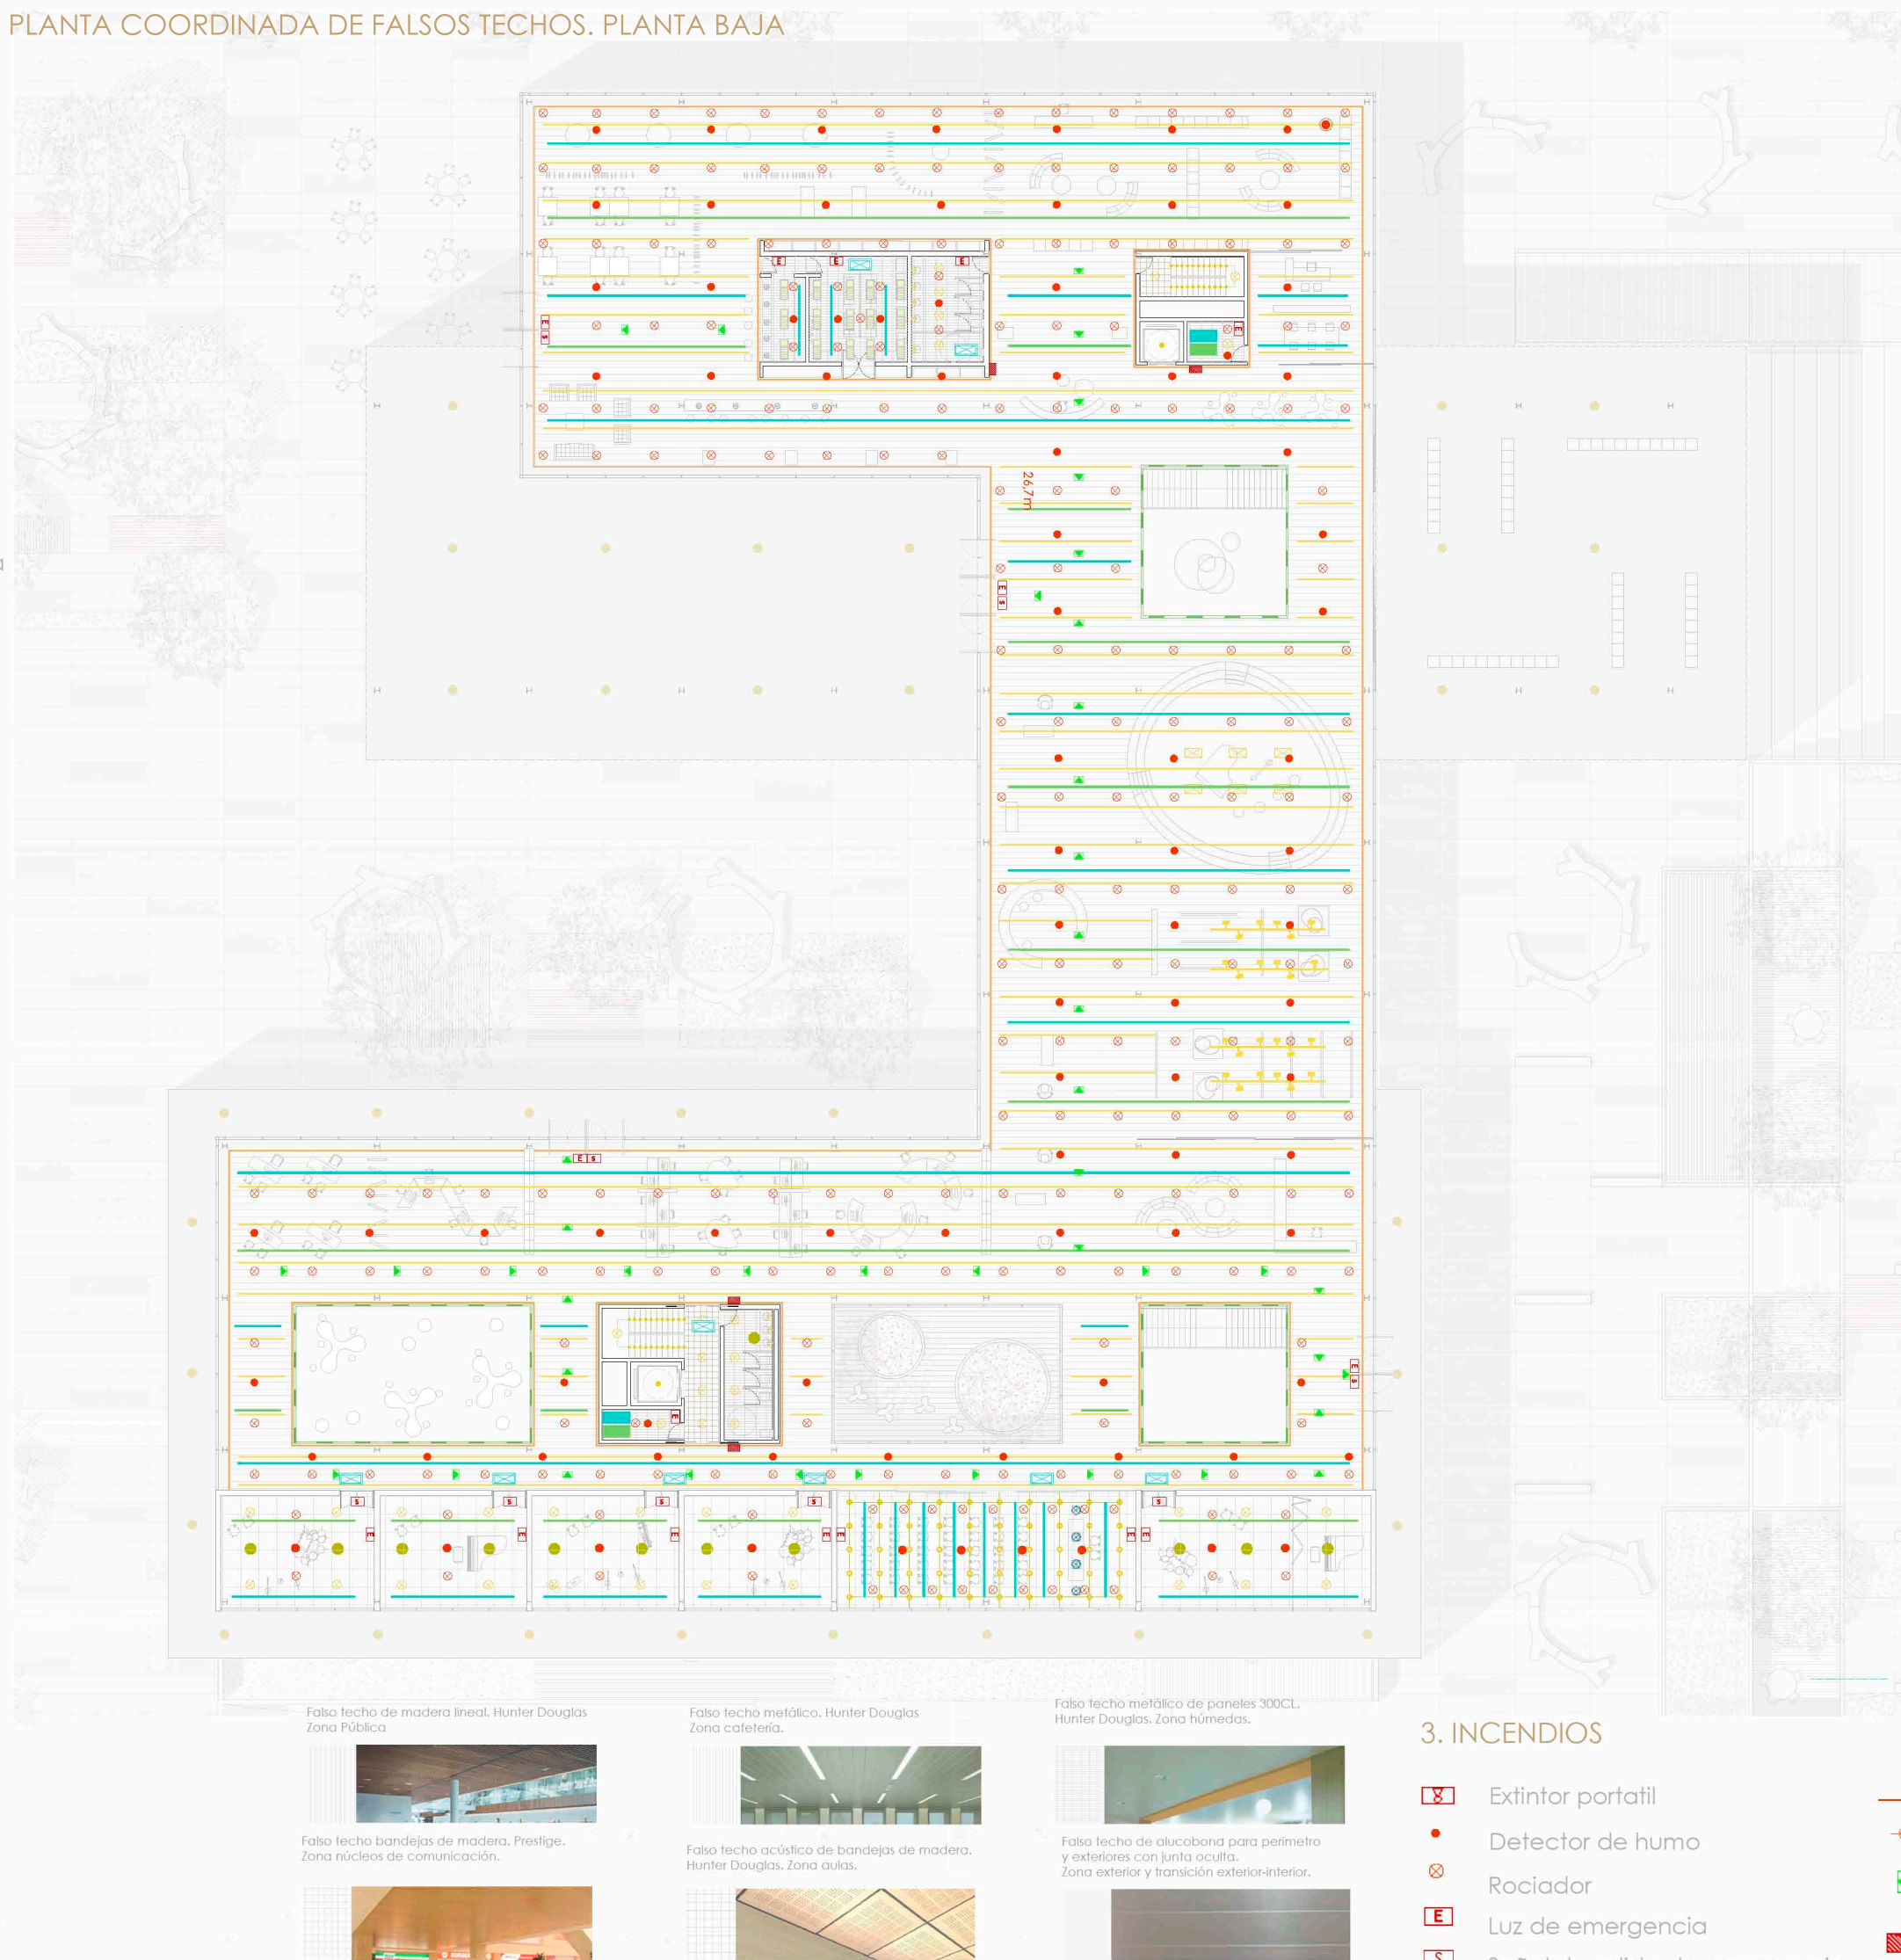 PLANTA COORDINADA DE FALSOS TECHOS. PLANTA BAJA
26,7m
Falso techo de madera lineal. Hunter Douglas
Zona Pública
Falso techo metálico. Hunter Douglas
Zona cafetería.
Falso techo metálico de paneles 300CL.
Hunter Douglas. Zona húmedas.
Falso techo bandejas de madera. Prestige.
Zona núcleos de comunicación.
Falso techo acústico de bandejas de madera.
Hunter Douglas. Zona aulas.
Falso techo de alucobond para perímetro
y exteriores con junta oculta.
Zona exterior y transición exterior-interior.
3. INCENDIOS
Extintor portatil
Detector de humo
Rociador
E Luz de emergencia